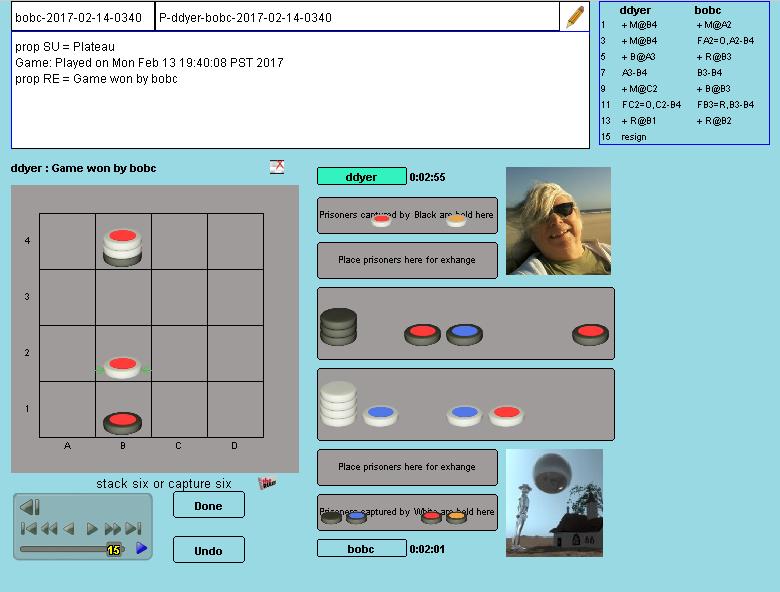 bobc-2017-02-14-0340 P-ddyer-bobc-2017-02-14-0340
prop SU = Plateau
Game: Played on Mon Feb 13 19:40:08 PST 2017
prop RE = Game won by bobc
ddyer bobc
1 + M@B4 + M@A2
3 + M@B4 FA2=O,A2-B4
5 + B@A3 + R@B3
7 A3-B4 B3-B4
9 + M@C2 + B@B3
11 FC2=O,C2-B4 FB3=R,B3-B4
13 + R@B1 + R@B2
15 resign
ddyer : Game won by bobc
ddyer 0:02:55
Prisoners captured by Black are held here
Place prisoners here for exhange
4
3
2
1
A B C D
stack six or capture six
Done
Undo
15
Place prisoners here for exhange
Prisoners captured by White are held here
bobc 0:02:01